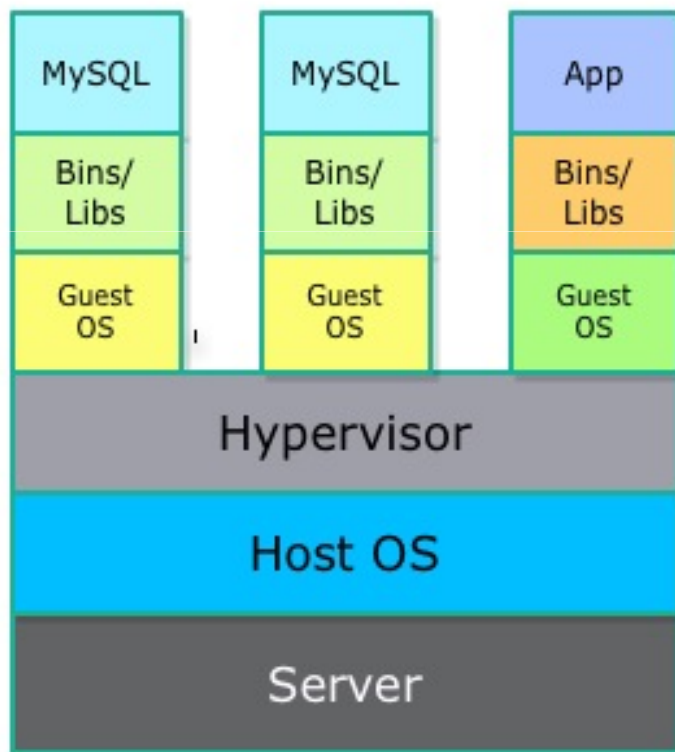 MySQL
MySQL
App
Bins/
Libs
Bins/
Libs
Bins/
Libs
Guest
OS
Guest
OS
Guest
OS
Hypervisor
Host OS
Server